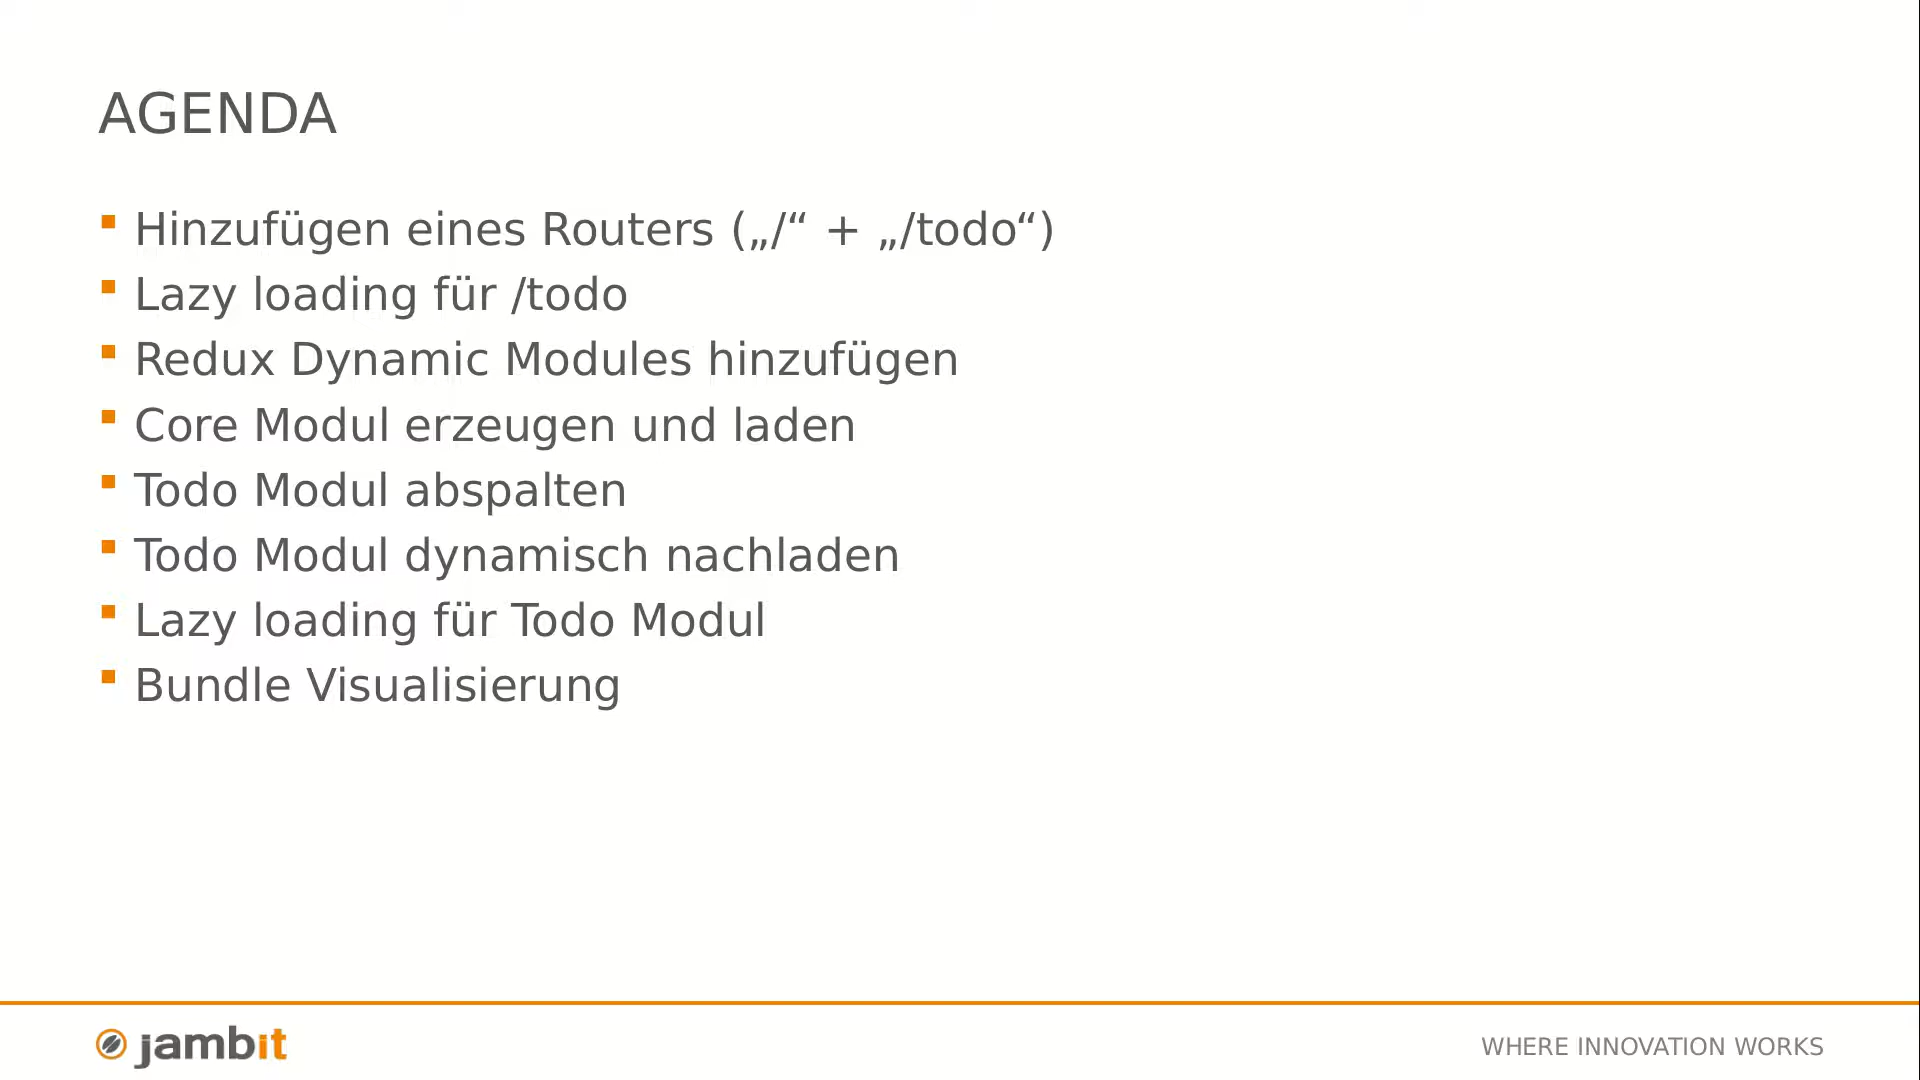 AGENDA
Hinzufügen eines Routers („/“ + „/todo“)
Lazy loading für /todo
Redux Dynamic Modules hinzufügen
Core Modul erzeugen und laden
Todo Modul abspalten
Todo Modul dynamisch nachladen
Lazy loading für Todo Modul
Bundle Visualisierung
jambit
WHERE INNOVATION WORKS